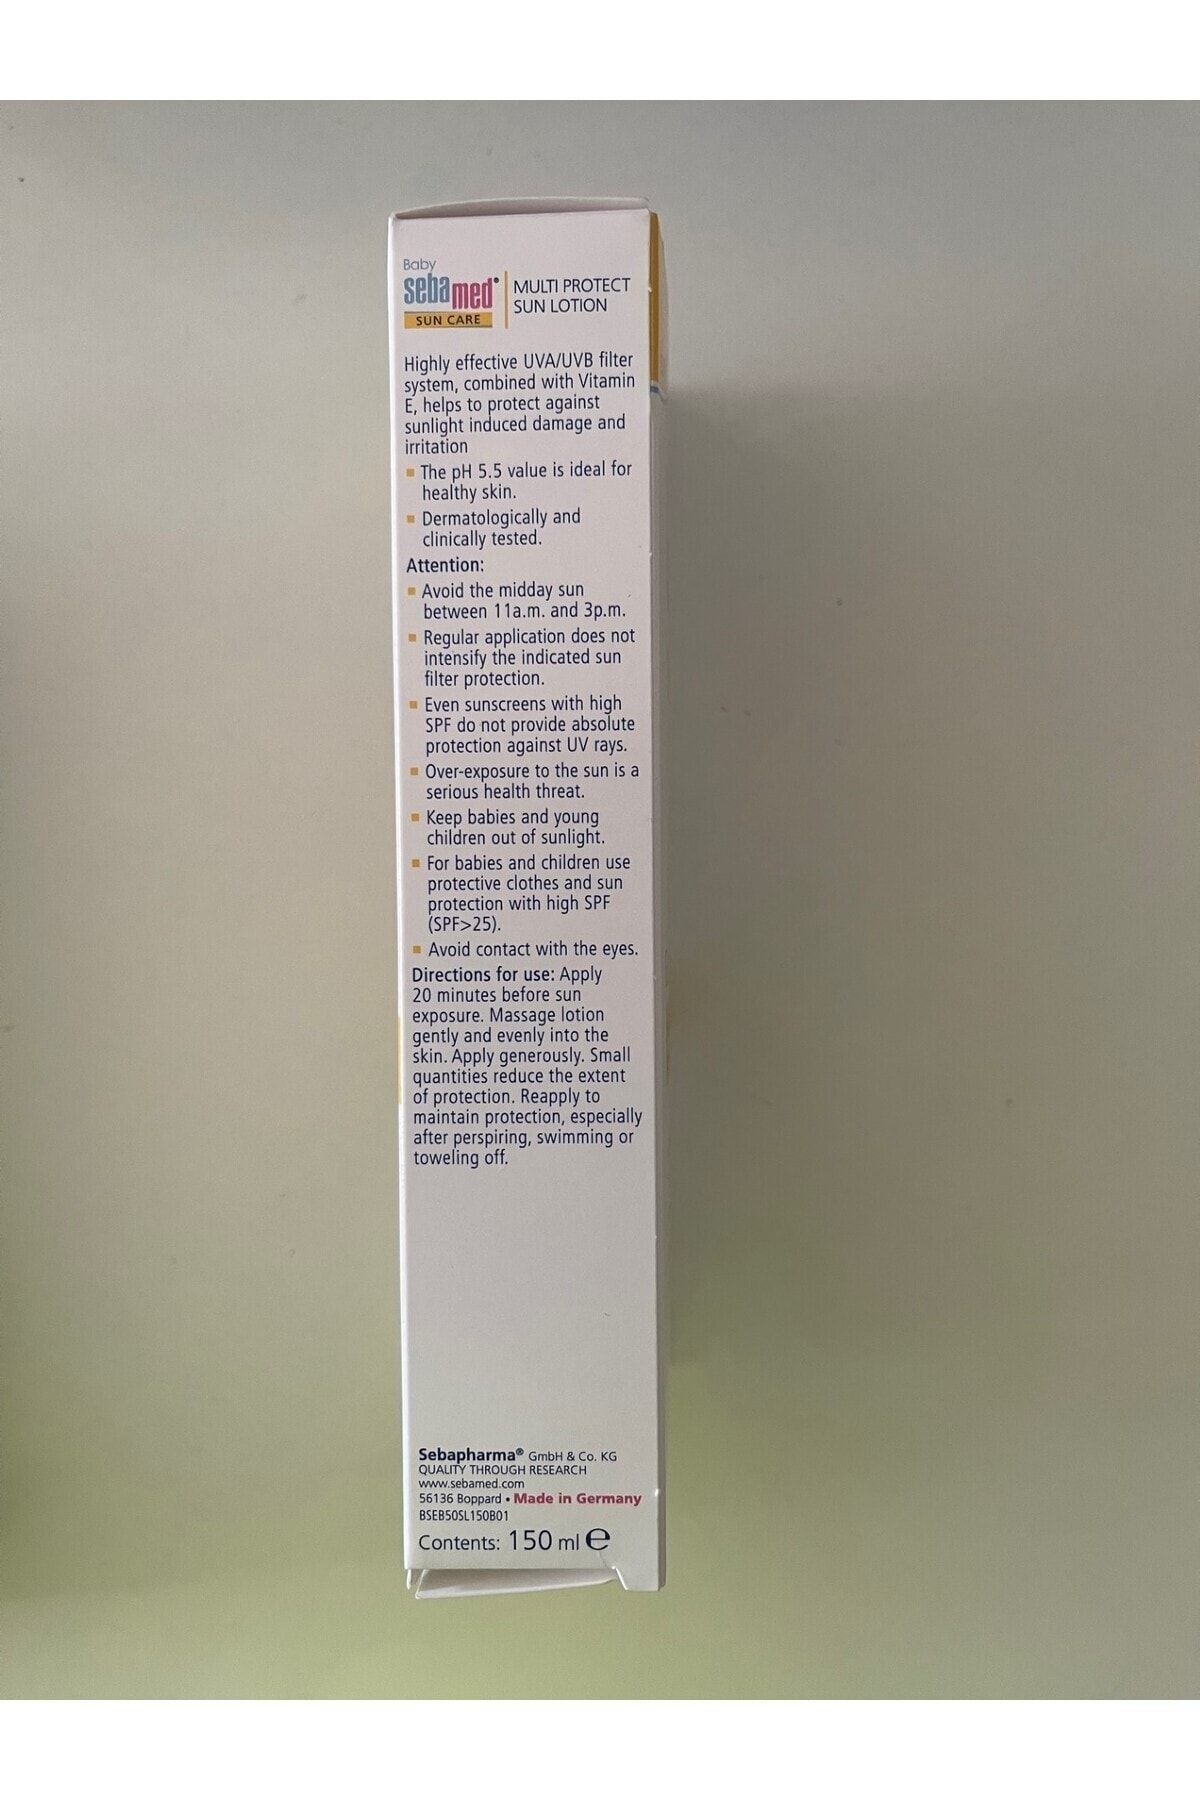 Baby
sebamed®
SUN CARE
MULTI PROTECT
SUN LOTION
Highly effective UVA/UVB filter
system, combined with Vitamin
E, helps to protect against
sunlight induced damage and
irritation
▪ The pH 5.5 value is ideal for
healthy skin.
▪ Dermatologically and
clinically tested.
Attention:
▪ Avoid the midday sun
between 11a.m. and 3p.m.
▪ Regular application does not
intensify the indicated sun
filter protection.
▪ Even sunscreens with high
SPF do not provide absolute
protection against UV rays.
▪ Over-exposure to the sun is a
serious health threat.
▪ Keep babies and young
children out of sunlight.
▪ For babies and children use
protective clothes and sun
protection with high SPF
(SPF>25).
▪ Avoid contact with the eyes.
Directions for use: Apply
20 minutes before sun
exposure. Massage lotion
gently and evenly into the
skin. Apply generously. Small
quantities reduce the extent
of protection. Reapply to
maintain protection, especially
after perspiring, swimming or
toweling off.
Sebapharma® GmbH & Co. KG
QUALITY THROUGH RESEARCH
www.sebamed.com
56136 Boppard • Made in Germany
BSEB50SL150B01
Contents: 150 ml ℮